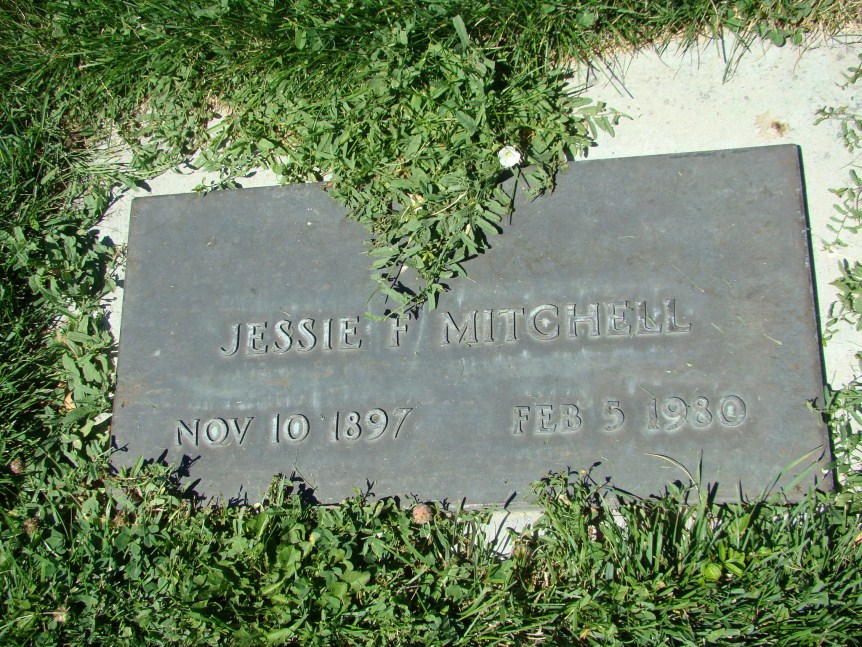 JESSIE F MITCHELL
NOV 10 1897 FEB 5 1980